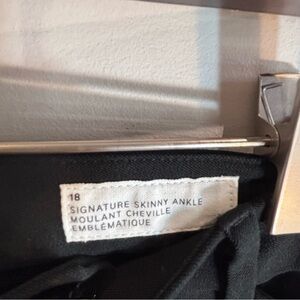 18
SIGNATURE SKINNY ANKLE
MOULANT CHEVILLE
EMBLÉMATIQUE